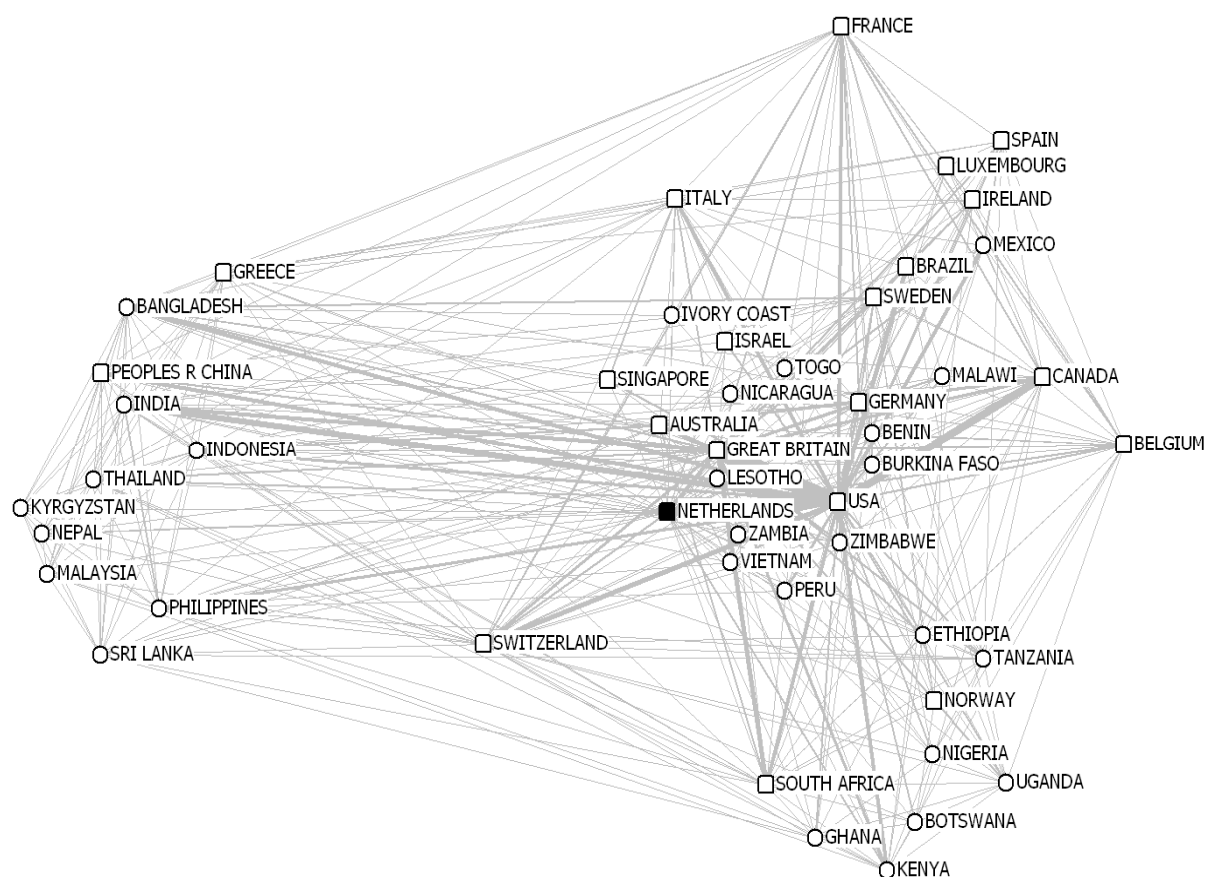 FRANCE
SPAIN
LUXEMBOURG
ITALY
IRELAND
MEXICO
BRAZIL
GREECE
SWEDEN
BANGLADESH
IVORY COAST
ISRAEL
TOGO
PEOPLES R CHINA
SINGAPORE
MALAWI
CANADA
NICARAGUA
INDIA
GERMANY
AUSTRALIA
BENIN
BELGIUM
INDONESIA
GREAT BRITAIN
BURKINA FASO
THAILAND
LESOTHO
USA
KYRGYZSTAN
NETHERLANDS
NEPAL
ZAMBIA
ZIMBABWE
VIETNAM
MALAYSIA
PERU
PHILIPPINES
ETHIOPIA
SWITZERLAND
SRI LANKA
TANZANIA
NORWAY
NIGERIA
SOUTH AFRICA
UGANDA
BOTSWANA
GHANA
KENYA